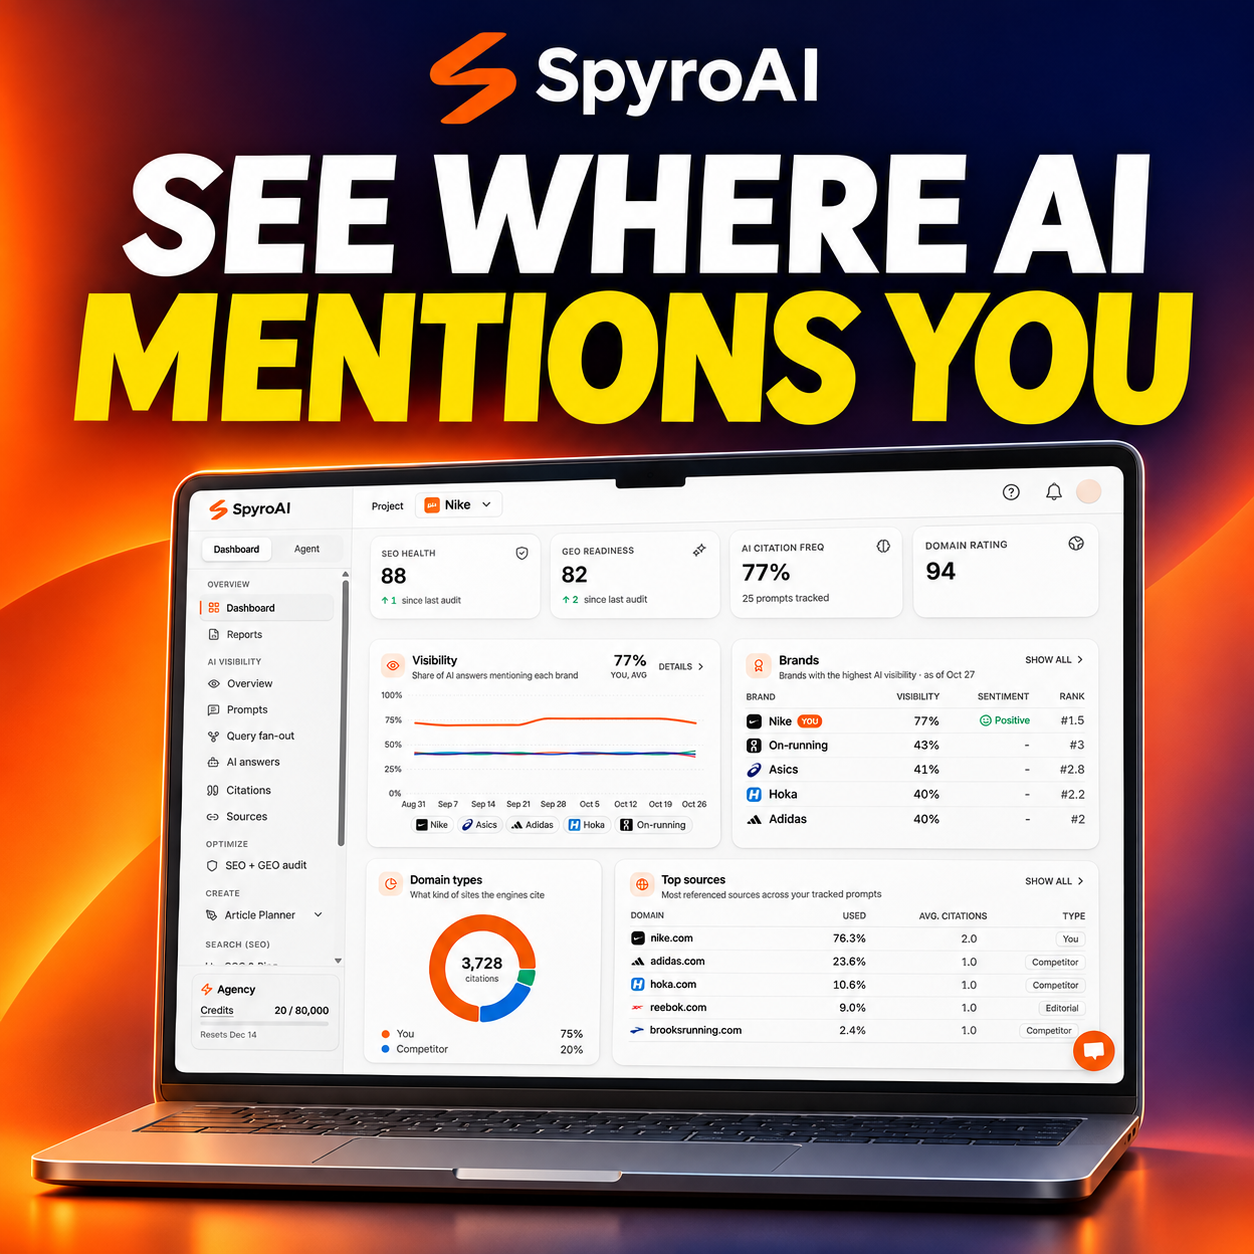 SpyroAI
SEE WHERE AI
MENTIONS YOU
SpyroAI
Project
Nike
Dashboard
Agent
OVERVIEW
Dashboard
Reports
AI VISIBILITY
Overview
Prompts
Query fan-out
AI answers
Citations
Sources
OPTIMIZE
SEO + GEO audit
CREATE
Article Planner
SEARCH (SEO)
Agency
Credits 20 / 80,000
Resets Dec 14
SEO HEALTH
88
↑ 1 since last audit
GEO READINESS
82
↑ 2 since last audit
AI CITATION FREQ
77%
25 prompts tracked
DOMAIN RATING
94
Visibility
Share of AI answers mentioning each brand
77%
YOU, AVG
DETAILS >
100%
75%
50%
25%
0%
Aug 31 Sep 7 Sep 14 Sep 21 Sep 28 Oct 5 Oct 12 Oct 19 Oct 26
Nike Asics Adidas Hoka On-running
Brands
Brands with the highest AI visibility · as of Oct 27
SHOW ALL >
BRAND VISIBILITY SENTIMENT RANK
Nike YOU 77% Positive #1.5
On-running 43% - #3
Asics 41% - #2.8
Hoka 40% - #2.2
Adidas 40% - #2
Domain types
What kind of sites the engines cite
3,728
citations
You 75%
Competitor 20%
Top sources
Most referenced sources across your tracked prompts
SHOW ALL >
DOMAIN USED AVG. CITATIONS TYPE
nike.com 76.3% 2.0 You
adidas.com 23.6% 1.0 Competitor
hoka.com 10.6% 1.0 Competitor
reebok.com 9.0% 1.0 Editorial
brooksrunning.com 2.4% 1.0 Competitor